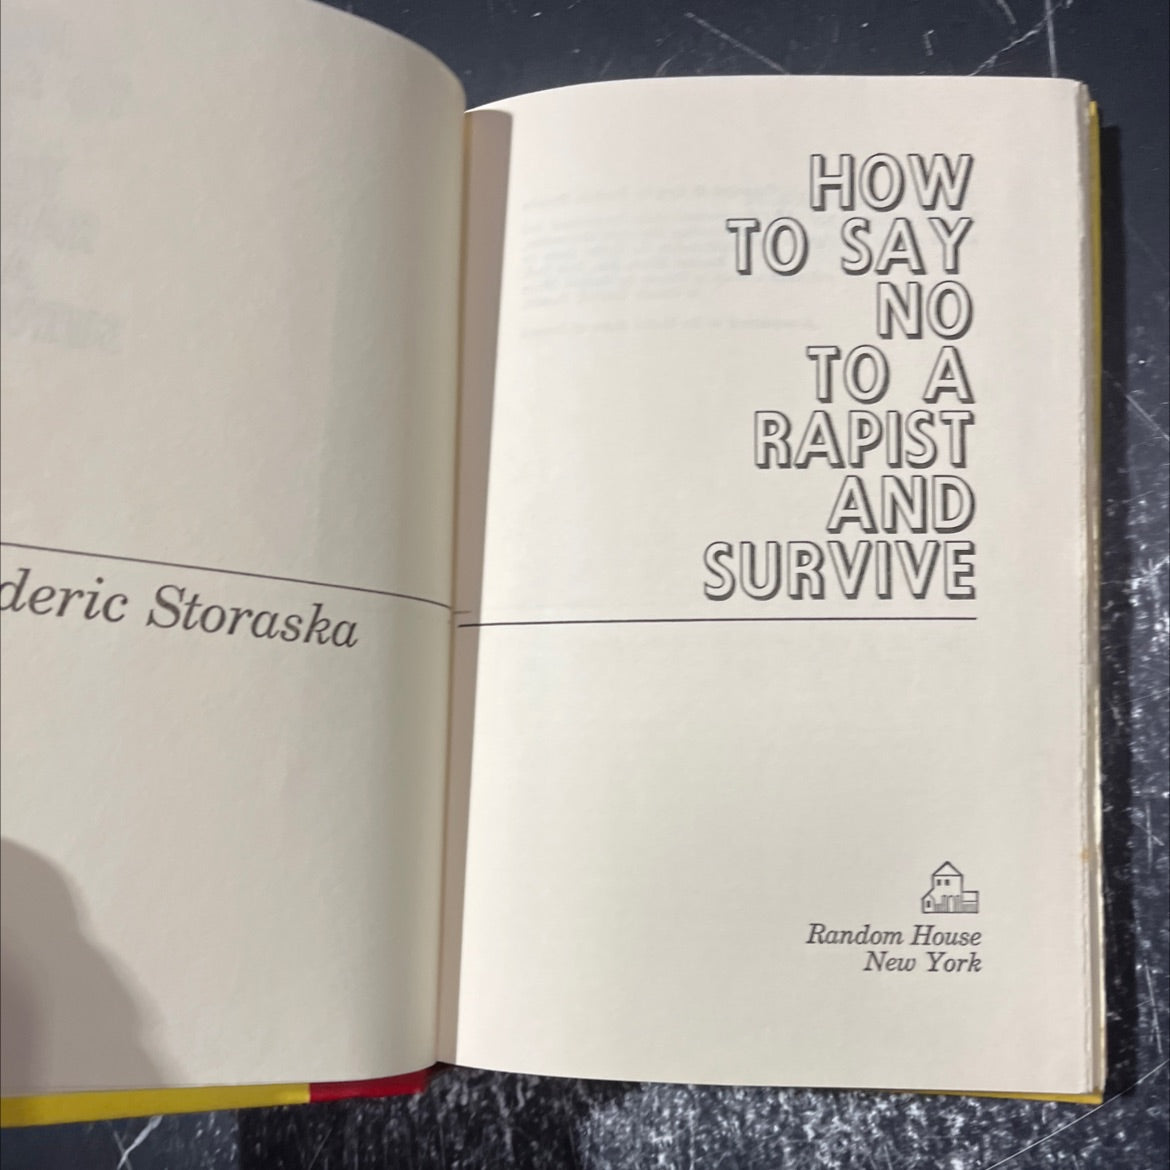 deric Storaska
HOW
TO SAY
NO
TO A
RAPIST
AND
SURVIVE
Random House
New York